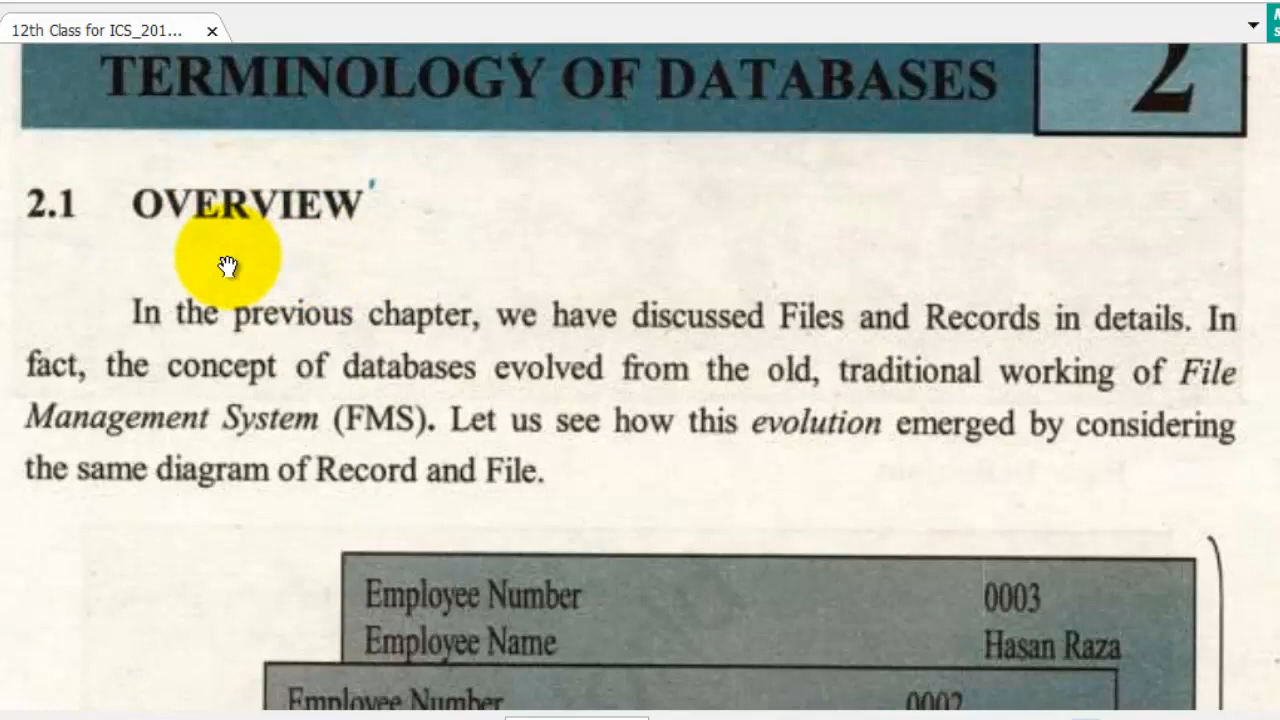 12th Class for ICS_201...
TERMINOLOGY OF DATABASES
2
2.1 OVERVIEW
In the previous chapter, we have discussed Files and Records in details. In
fact, the concept of databases evolved from the old, traditional working of File
Management System (FMS). Let us see how this evolution emerged by considering
the same diagram of Record and File.
Employee Number 0003
Employee Name Hasan Raza
Employee Number 0002